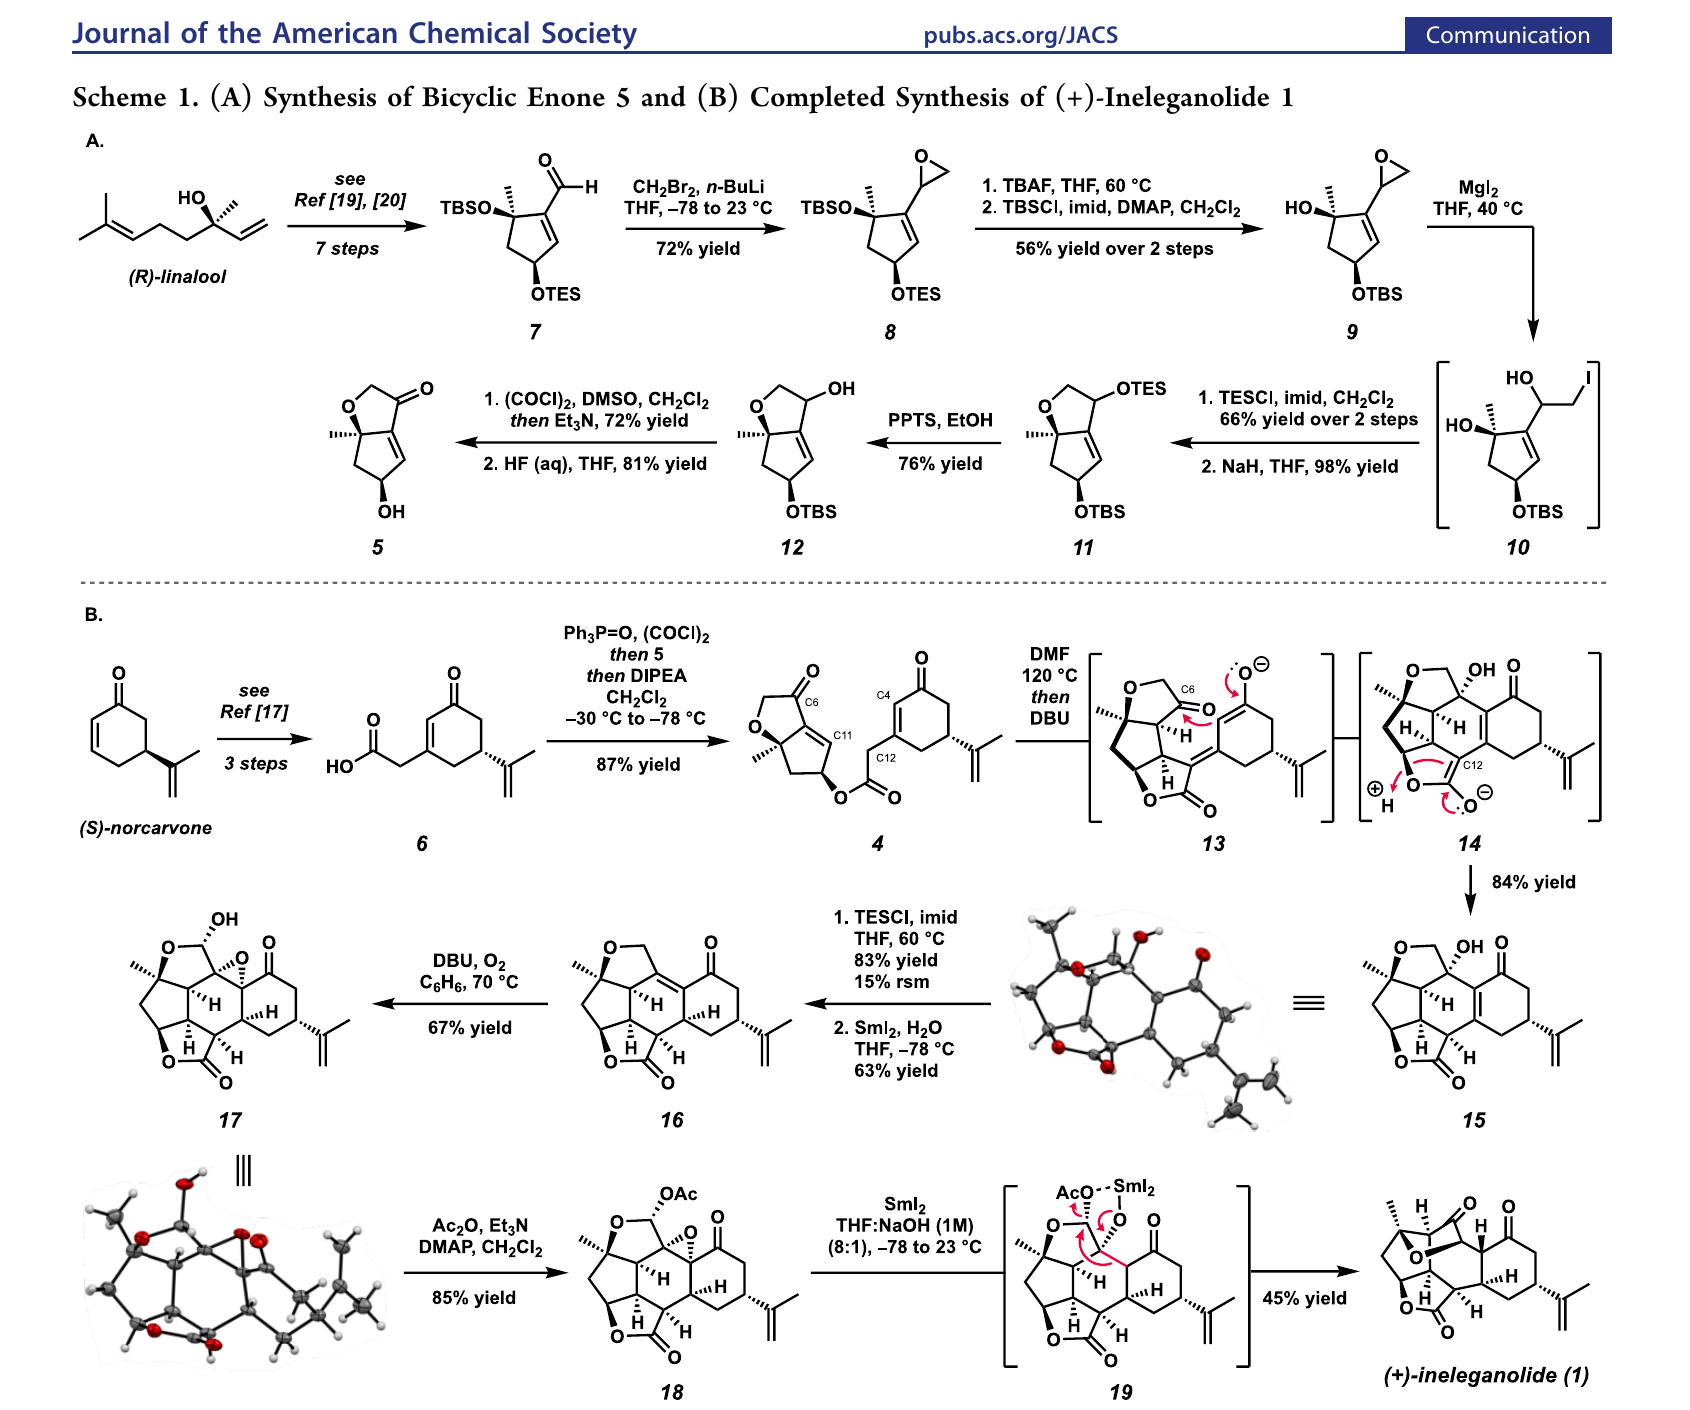 Journal of the American Chemical Society
pubs.acs.org/JACS
Communication
Scheme 1. (A) Synthesis of Bicyclic Enone 5 and (B) Completed Synthesis of (+)-Ineleganolide 1
A.
HO
(R)-linalool
see
Ref [19], [20]
7 steps
O
H
TBSO
OTES
7
CH2Br2, n-BuLi
THF, –78 to 23 °C
72% yield
O
TBSO
OTES
8
1. TBAF, THF, 60 °C
2. TBSCl, imid, DMAP, CH2Cl2
56% yield over 2 steps
O
HO
OTBS
9
MgI2
THF, 40 °C
O
O
OH
5
1. (COCl)2, DMSO, CH2Cl2
then Et3N, 72% yield
2. HF (aq), THF, 81% yield
OH
O
OTBS
12
PPTS, EtOH
76% yield
OTES
O
OTBS
11
1. TESCl, imid, CH2Cl2
66% yield over 2 steps
2. NaH, THF, 98% yield
HO
I
HO
OTBS
10
B.
O
(S)-norcarvone
see
Ref [17]
3 steps
O
O
HO
6
Ph3P=O, (COCl)2
then 5
then DIPEA
CH2Cl2
–30 °C to –78 °C
87% yield
O
O
C6
C4
O
C11
C12
O
O
4
DMF
120 °C
then
DBU
O
⊖
O
C6
O
H
H
O
O
13
O
OH
O
H
H
C12
O
⊕
H
O
⊖
14
84% yield
OH
O
O
O
H
H
H
H
O
O
17
DBU, O2
C6H6, 70 °C
67% yield
O
O
H
H
H
H
O
O
16
1. TESCl, imid
THF, 60 °C
83% yield
15% rsm
2. SmI2, H2O
THF, –78 °C
63% yield
O
OH
O
H
H
H
O
O
15
Ac2O, Et3N
DMAP, CH2Cl2
85% yield
OAc
O
O
O
H
H
H
H
O
O
18
SmI2
THF:NaOH (1M)
(8:1), –78 to 23 °C
AcO
SmI2
O
O
O
H
H
H
H
O
O
19
45% yield
H
O
O
H
O
H
H
H
O
O
(+)-ineleganolide (1)